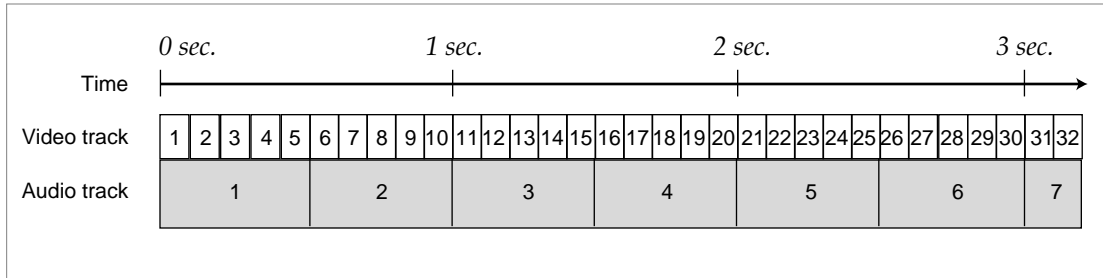 0 sec. 1 sec. 2 sec. 3 sec.
Time
Video track 1 2 3 4 5 6 7 8 9 10 11 12 13 14 15 16 17 18 19 20 21 22 23 24 25 26 27 28 29 30 31 32
Audio track 1 2 3 4 5 6 7